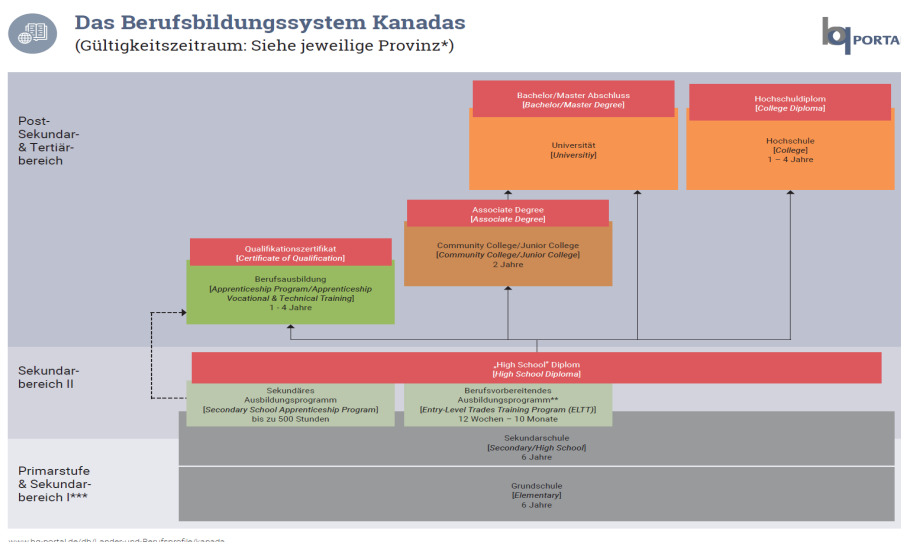 Das Berufsbildungssystem Kanadas
(Gültigkeitszeitraum: Siehe jeweilige Provinz*)
bq PORTA
Post-
Sekundar-
& Tertiär-
bereich
Bachelor/Master Abschluss
[Bachelor/Master Degree]
Universität
[Universitiy]
Hochschuldiplom
[College Diploma]
Hochschule
[College]
1 – 4 Jahre
Associate Degree
[Associate Degree]
Community College/Junior College
[Community College/Junior College]
2 Jahre
Qualifikationszertifikat
[Certificate of Qualification]
Berufsausbildung
[Apprenticeship Program/Apprenticeship
Vocational & Technical Training]
1 - 4 Jahre
Sekundar-
bereich II
„High School" Diplom
[High School Diploma]
Sekundäres
Ausbildungsprogramm
[Secondary School Apprenticeship Program]
bis zu 500 Stunden
Berufsvorbereitendes
Ausbildungsprogramm**
[Entry-Level Trades Training Program (ELTT)]
12 Wochen – 10 Monate
Sekundarschule
[Secondary/High School]
6 Jahre
Primarstufe
& Sekundar-
bereich I***
Grundschule
[Elementary]
6 Jahre